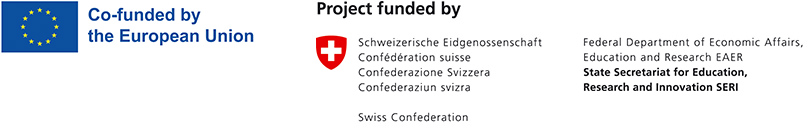 Co-funded by
the European Union
Project funded by
Schweizerische Eidgenossenschaft
Confédération suisse
Confederazione Svizzera
Confederaziun svizra
Swiss Confederation
Federal Department of Economic Affairs,
Education and Research EAER
State Secretariat for Education,
Research and Innovation SERI